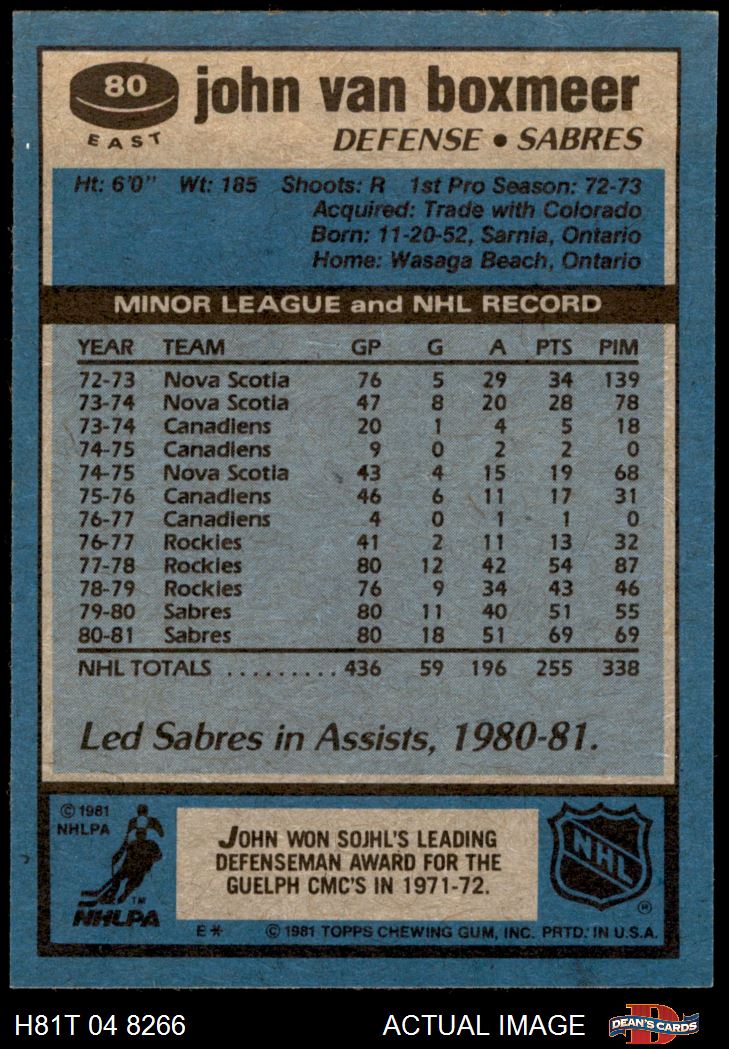 80
EAST
john van boxmeer
DEFENSE • SABRES
Ht: 6'0" Wt: 185 Shoots: R 1st Pro Season: 72-73
Acquired: Trade with Colorado
Born: 11-20-52, Sarnia, Ontario
Home: Wasaga Beach, Ontario
MINOR LEAGUE and NHL RECORD
YEAR TEAM GP G A PTS PIM
72-73 Nova Scotia 76 5 29 34 139
73-74 Nova Scotia 47 8 20 28 78
73-74 Canadiens 20 1 4 5 18
74-75 Canadiens 9 0 2 2 0
74-75 Nova Scotia 43 4 15 19 68
75-76 Canadiens 46 6 11 17 31
76-77 Canadiens 4 0 1 1 0
76-77 Rockies 41 2 11 13 32
77-78 Rockies 80 12 42 54 87
78-79 Rockies 76 9 34 43 46
79-80 Sabres 80 11 40 51 55
80-81 Sabres 80 18 51 69 69
NHL TOTALS ......... 436 59 196 255 338
Led Sabres in Assists, 1980-81.
© 1981
NHLPA
TM
NHLPA
JOHN WON SOJHL'S LEADING
DEFENSEMAN AWARD FOR THE
GUELPH CMC'S IN 1971-72.
NHL
®
E* © 1981 TOPPS CHEWING GUM, INC. PRTD. IN U.S.A.
H81T 04 8266 ACTUAL IMAGE
D
DEAN'S CARDS